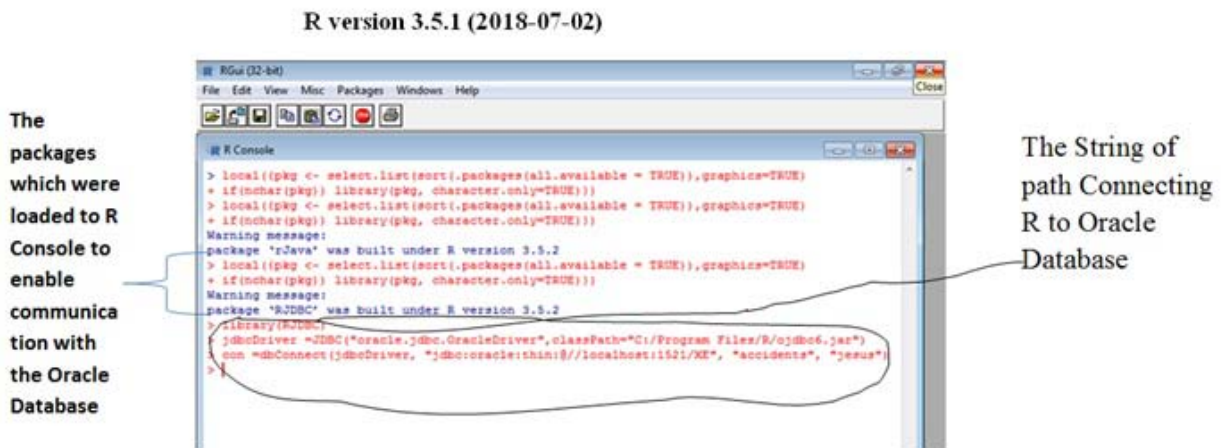 R version 3.5.1 (2018-07-02)
RGui (32-bit)
File Edit View Misc Packages Windows Help
Close
STOP
R Console
> local((pkg <- select.list(sort(.packages(all.available = TRUE)),graphics=TRUE)
+ if(nchar(pkg)) library(pkg, character.only=TRUE)))
> local((pkg <- select.list(sort(.packages(all.available = TRUE)),graphics=TRUE)
+ if(nchar(pkg)) library(pkg, character.only=TRUE)))
Warning message:
package 'rJava' was built under R version 3.5.2
> local((pkg <- select.list(sort(.packages(all.available = TRUE)),graphics=TRUE)
+ if(nchar(pkg)) library(pkg, character.only=TRUE)))
Warning message:
package 'RJDBC' was built under R version 3.5.2
> library(RJDBC)
> jdbcDriver =JDBC("oracle.jdbc.OracleDriver",classPath="C:/Program Files/R/ojdbc6.jar")
> con =dbConnect(jdbcDriver, "jdbc:oracle:thin:@//localhost:1521/XE", "accidents", "jesus")
>
The
packages
which were
loaded to R
Console to
enable
communica
tion with
the Oracle
Database
The String of
path Connecting
R to Oracle
Database